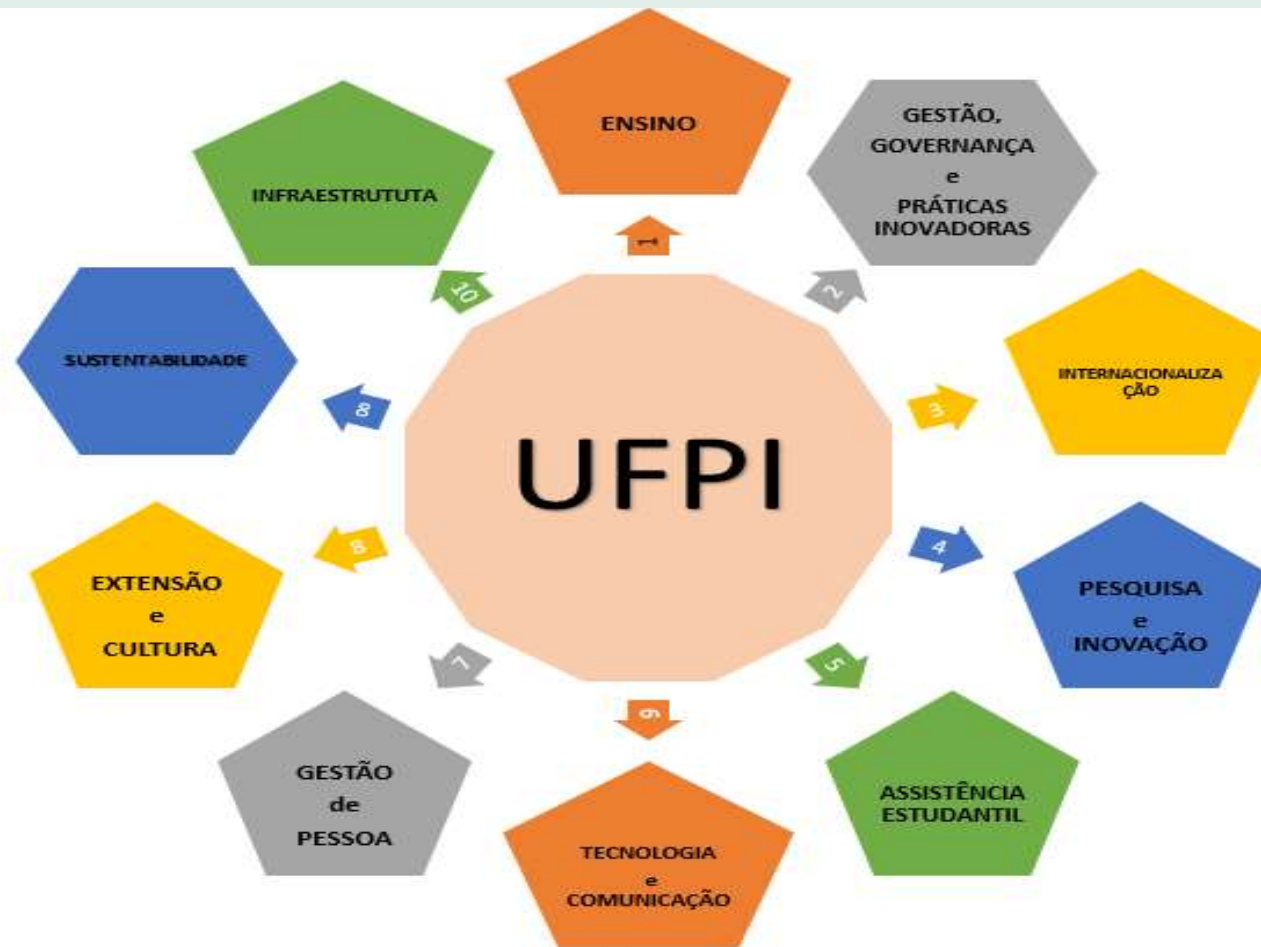 ENSINO
1
GESTÃO,
GOVERNANÇA
e
PRÁTICAS
INOVADORAS
2
INTERNACIONALIZA
ÇÃO
3
PESQUISA
e
INOVAÇÃO
4
ASSISTÊNCIA
ESTUDANTIL
5
TECNOLOGIA
e
COMUNICAÇÃO
6
GESTÃO
de
PESSOA
7
EXTENSÃO
e
CULTURA
8
SUSTENTABILIDADE
8
INFRAESTRUTUTA
10
UFPI